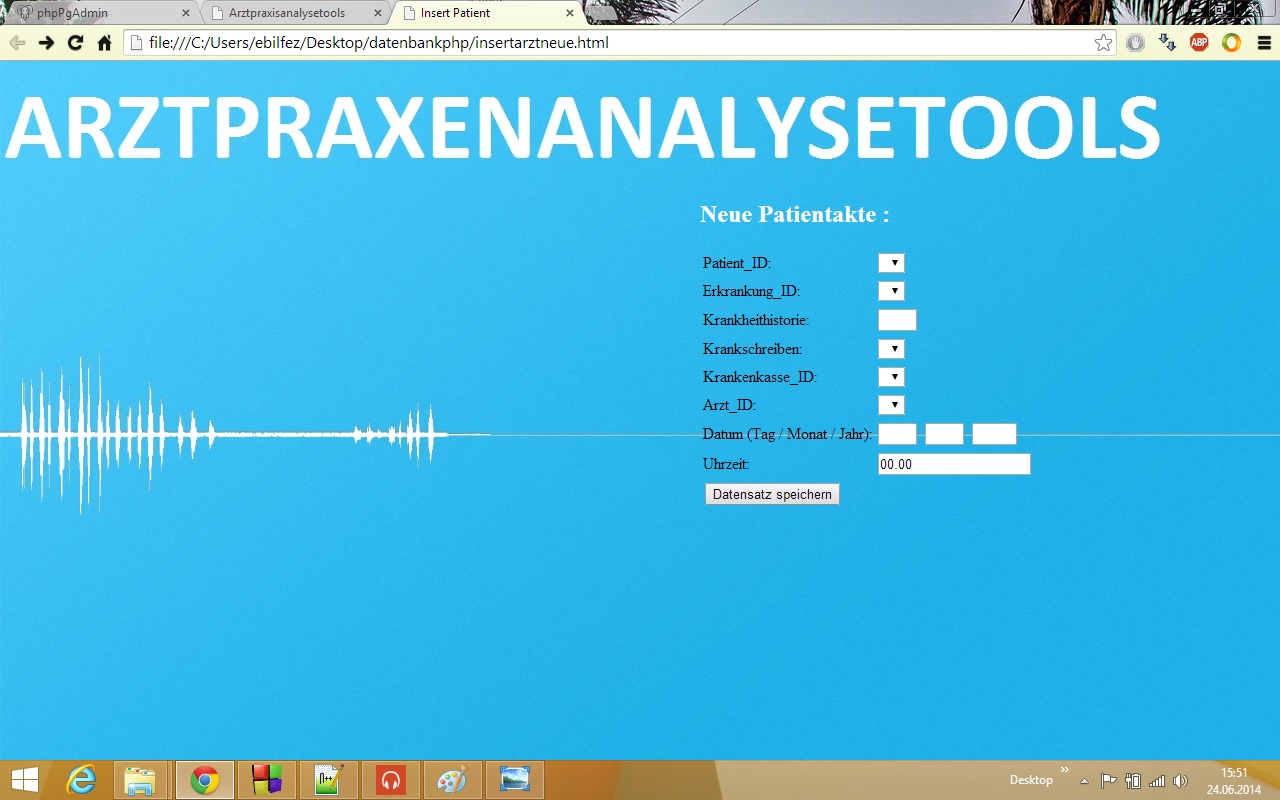 phpPgAdmin
Arztpraxisanalysetools
Insert Patient
file:///C:/Users/ebilfez/Desktop/datenbankphp/insertarztneue.html
ABP
ARZTPRAXENANALYSETOOLS
Neue Patientakte :
Patient_ID:
Erkrankung_ID:
Krankheithistorie:
Krankschreiben:
Krankenkasse_ID:
Arzt_ID:
Datum (Tag / Monat / Jahr):
Uhrzeit: 00.00
Datensatz speichern
Desktop
15:51
24.06.2014